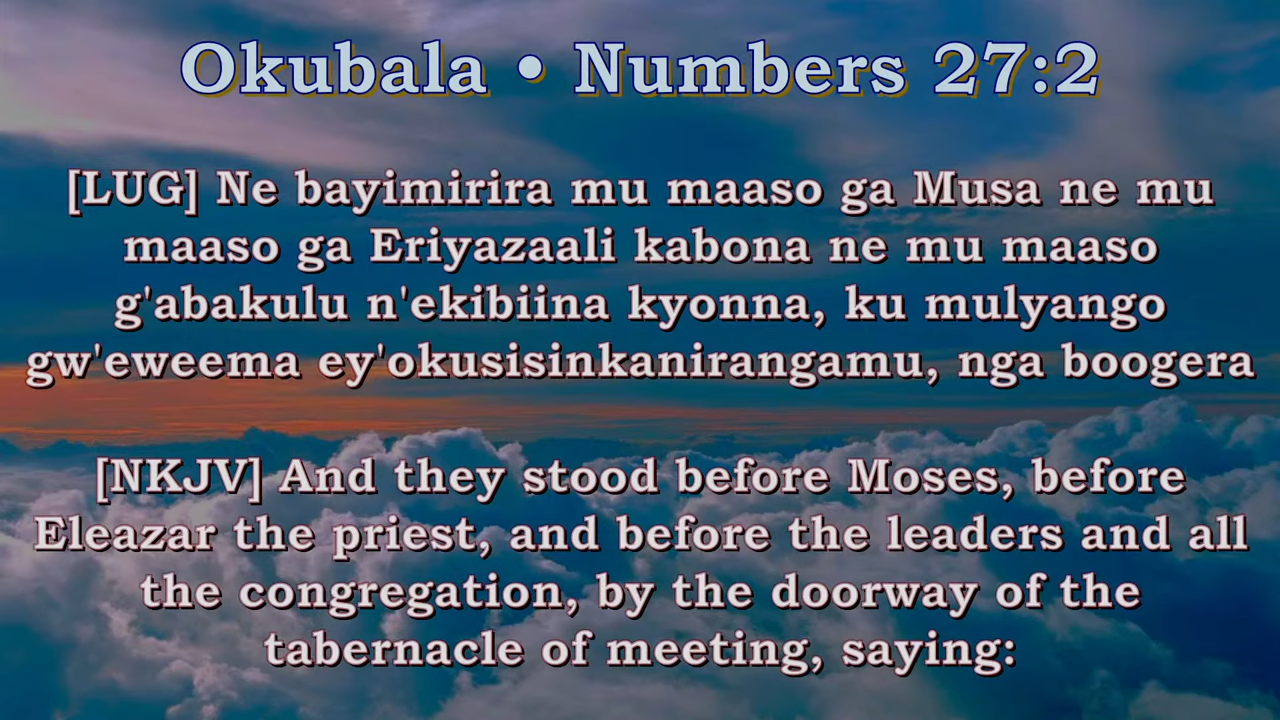 Okubala • Numbers 27:2
[LUG] Ne bayimirira mu maaso ga Musa ne mu
maaso ga Eriyazaali kabona ne mu maaso
g'abakulu n'ekibiina kyonna, ku mulyango
gw'eweema ey'okusisinkanirangamu, nga boogera
[NKJV] And they stood before Moses, before
Eleazar the priest, and before the leaders and all
the congregation, by the doorway of the
tabernacle of meeting, saying: